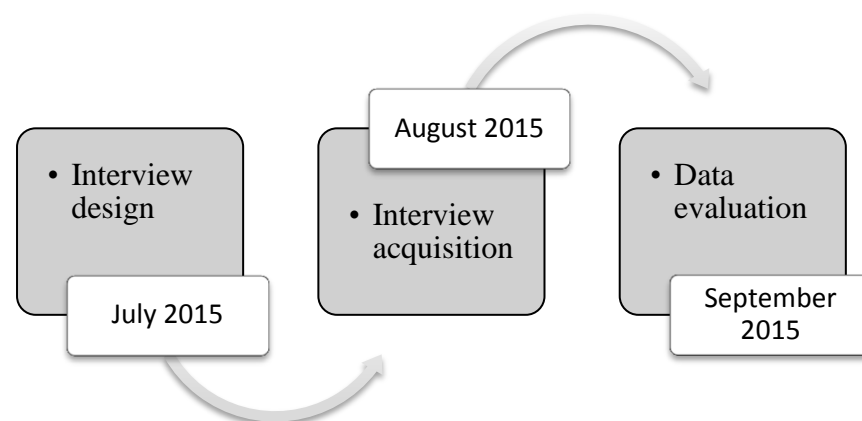 • Interview
design
July 2015
August 2015
• Interview
acquisition
• Data
evaluation
September
2015